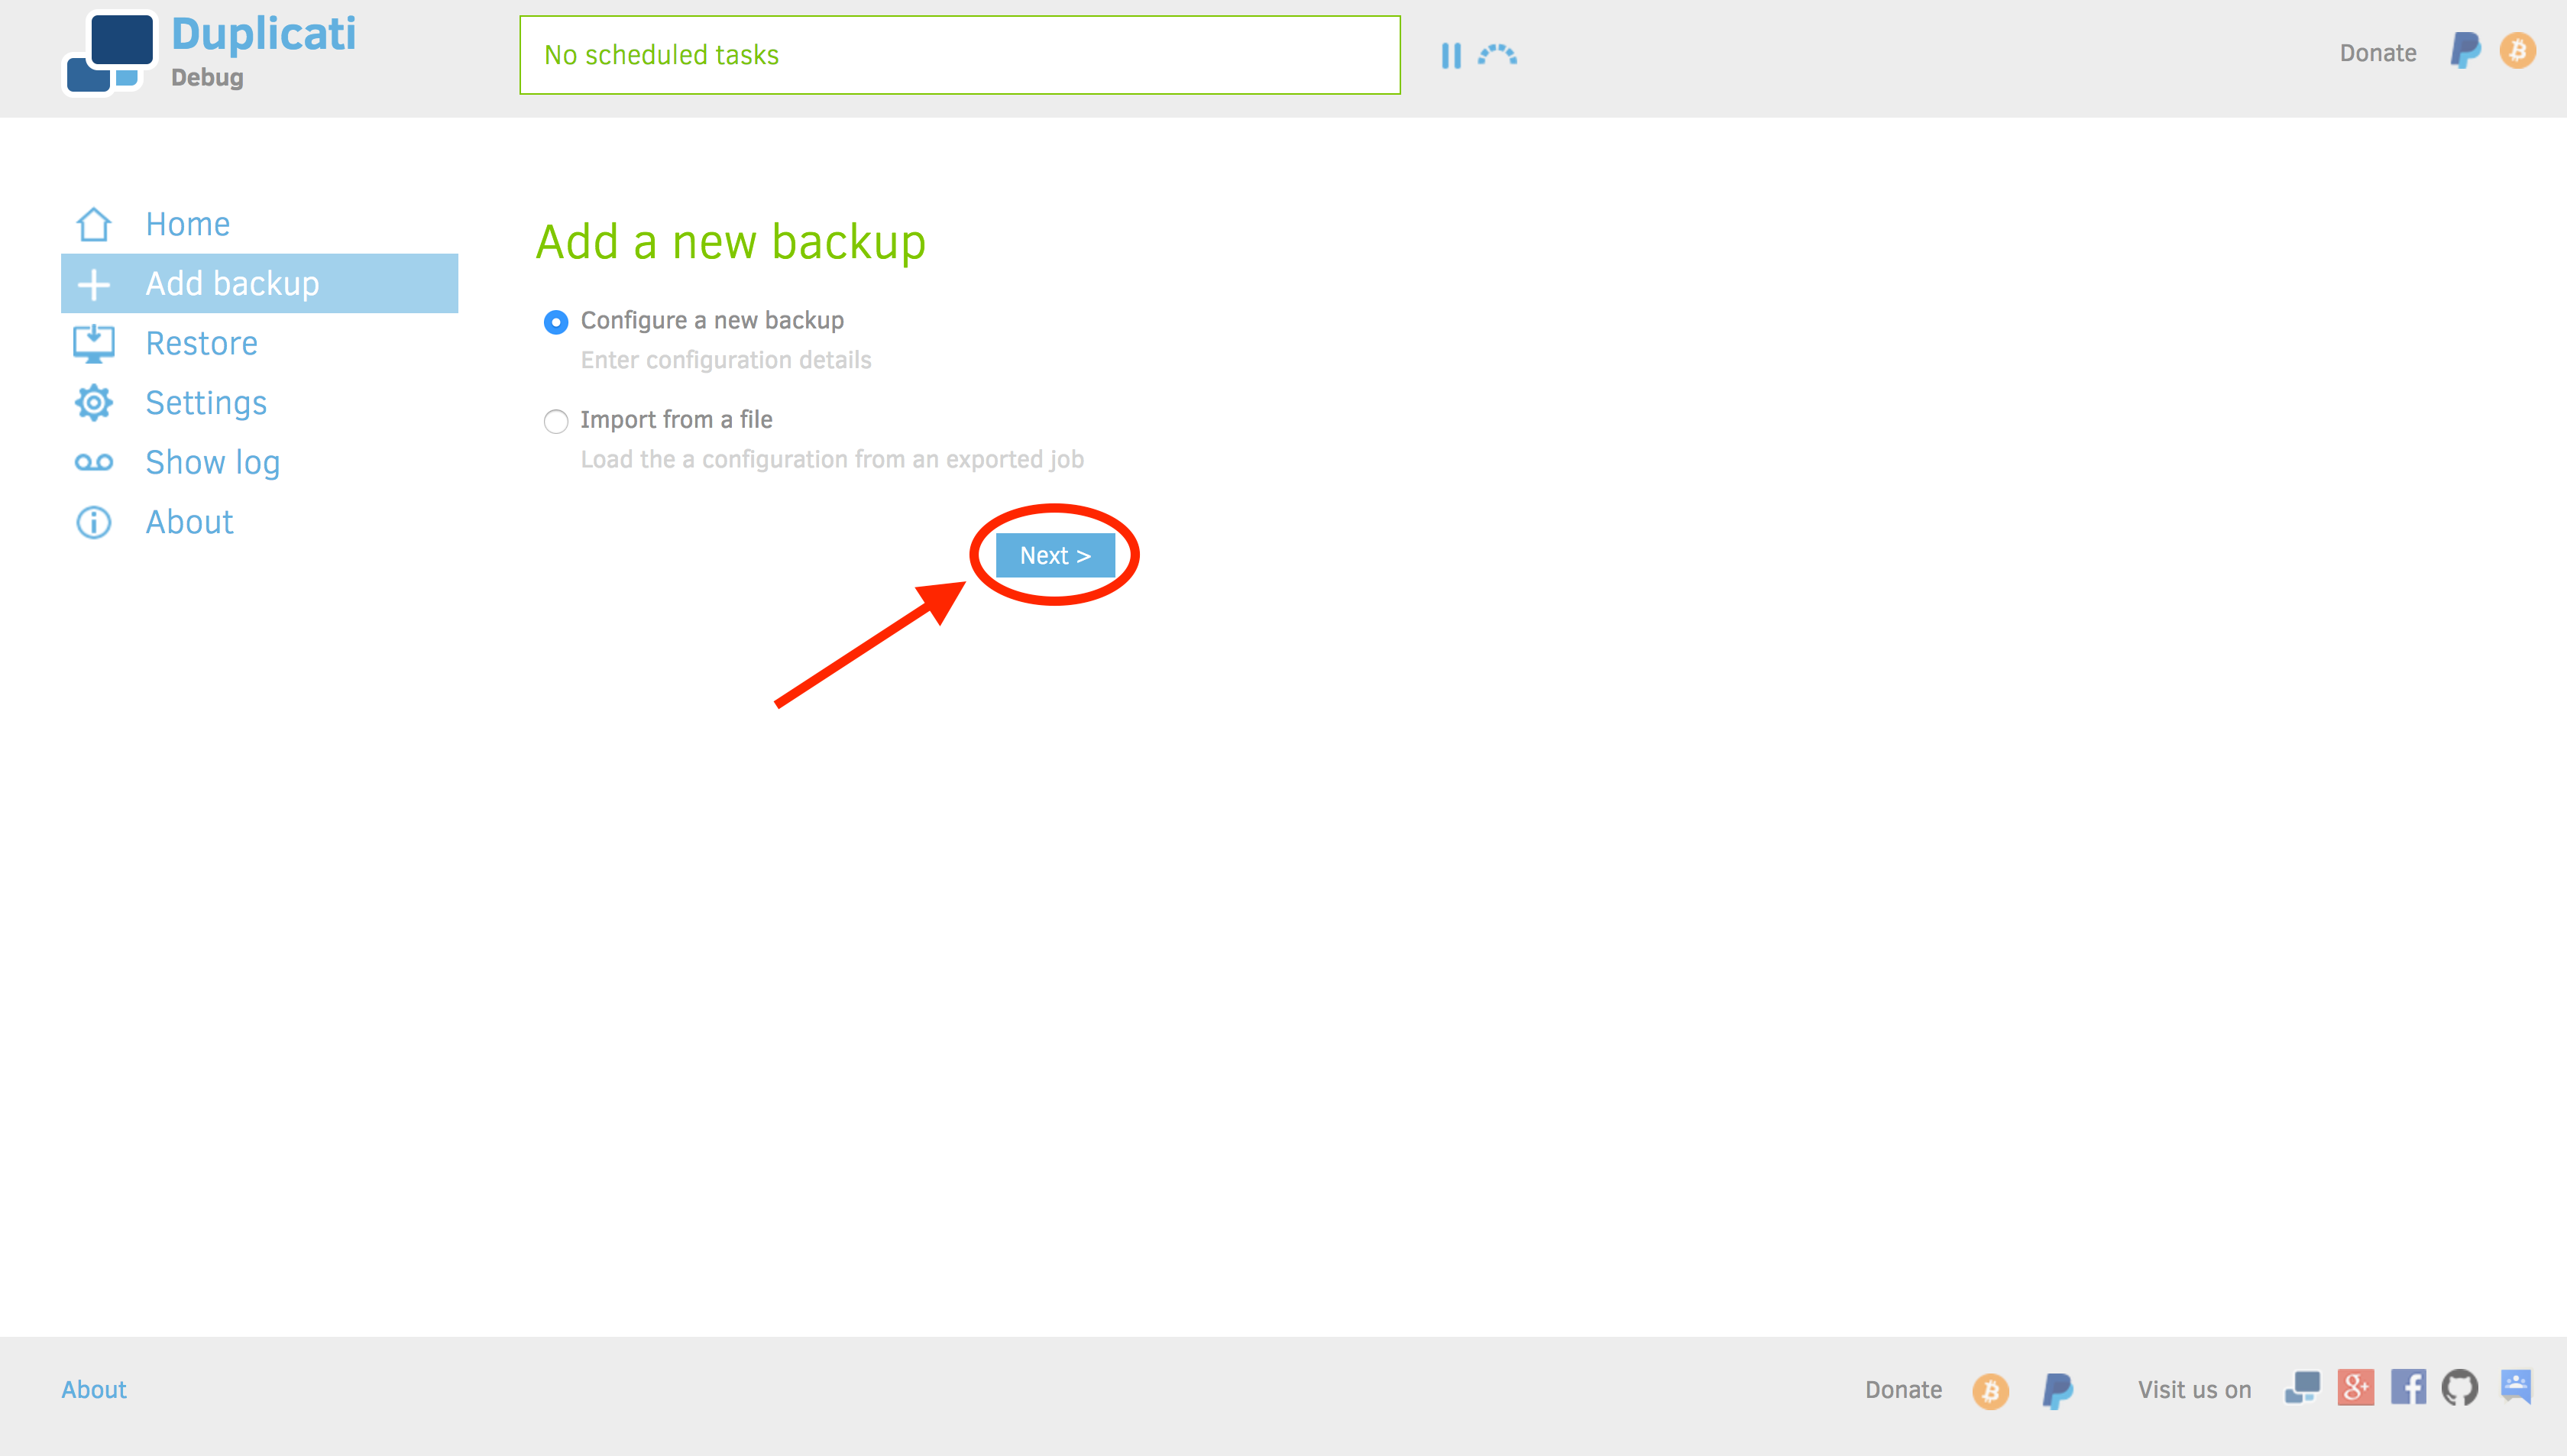 Duplicati
Debug
No scheduled tasks
Donate
Home
Add backup
Restore
Settings
Show log
About
Add a new backup
Configure a new backup
Enter configuration details
Import from a file
Load the a configuration from an exported job
Next >
About
Donate
Visit us on